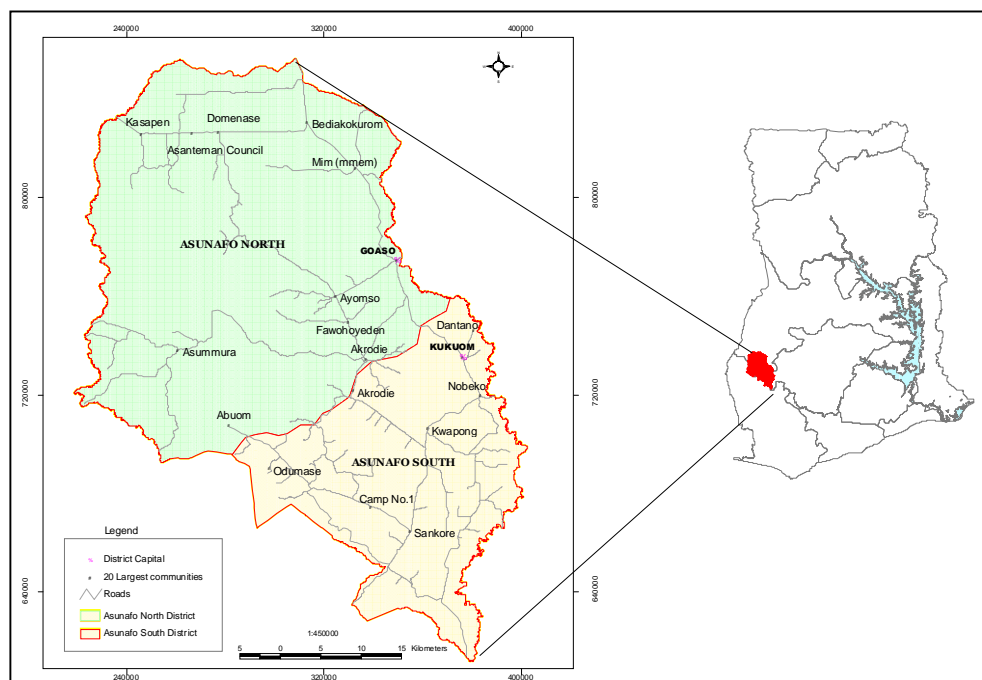 240000 320000 400000
Kasapen
Domenase
Bediakokurom
Asanteman Council
Mim (mmem)
800000 800000
ASUNAFO NORTH
GOASO
Ayomso
Fawohoyeden
Dantano
Asummura
Akrodie
KUKUOM
720000 720000
Akrodie
Nobeko
Abuom
Kwapong
ASUNAFO SOUTH
Odumase
Camp No.1
Sankore
Legend
District Capital
20 Largest communities
Roads
Asunafo North District
Asunafo South District
640000 640000
1:450000
5 0 5 10 15 Kilometers
240000 320000 400000